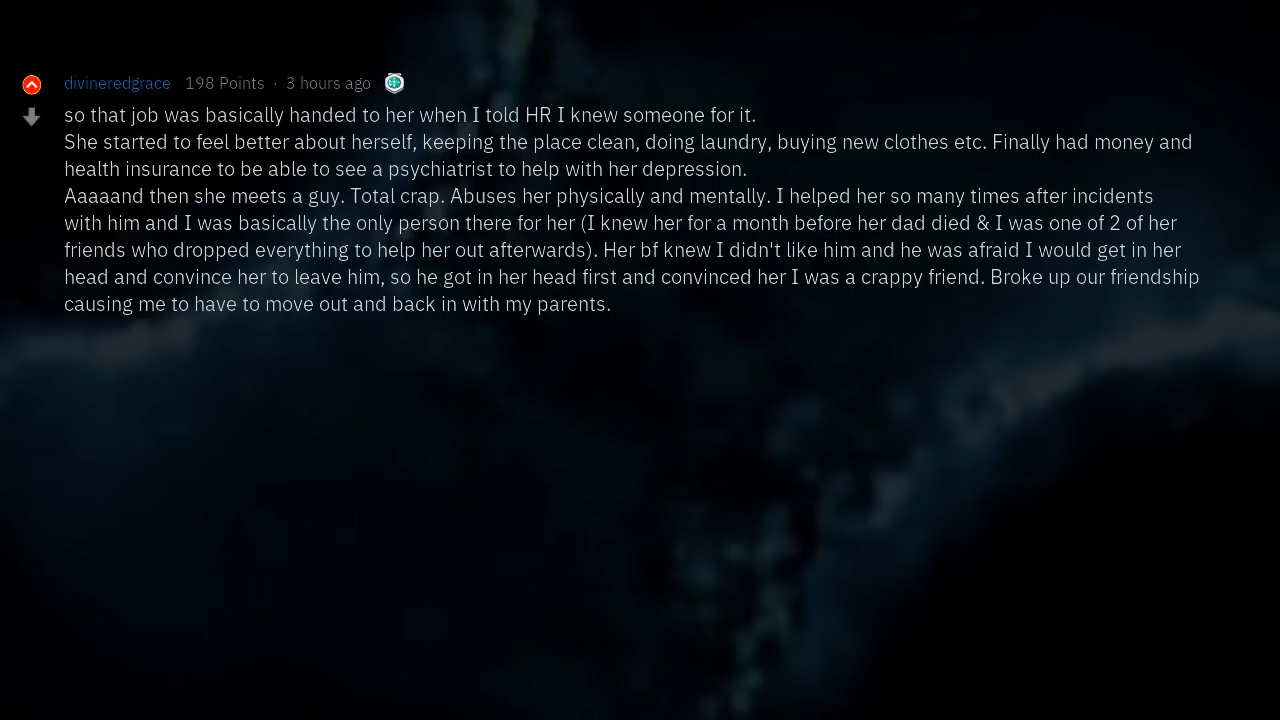 divineredgrace 198 Points · 3 hours ago
so that job was basically handed to her when I told HR I knew someone for it.
She started to feel better about herself, keeping the place clean, doing laundry, buying new clothes etc. Finally had money and
health insurance to be able to see a psychiatrist to help with her depression.
Aaaaand then she meets a guy. Total crap. Abuses her physically and mentally. I helped her so many times after incidents
with him and I was basically the only person there for her (I knew her for a month before her dad died & I was one of 2 of her
friends who dropped everything to help her out afterwards). Her bf knew I didn't like him and he was afraid I would get in her
head and convince her to leave him, so he got in her head first and convinced her I was a crappy friend. Broke up our friendship
causing me to have to move out and back in with my parents.